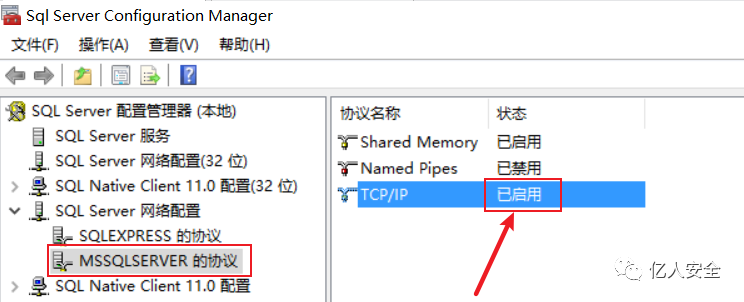 Sql Server Configuration Manager
文件(F) 操作(A) 查看(V) 帮助(H)
SQL Server 配置管理器 (本地)
SQL Server 服务
SQL Server 网络配置(32 位)
SQL Native Client 11.0 配置(32 位)
SQL Server 网络配置
SQLEXPRESS 的协议
MSSQLSERVER 的协议
SQL Native Client 11.0 配置
协议名称 状态
Shared Memory 已启用
Named Pipes 已禁用
TCP/IP 已启用
亿人安全